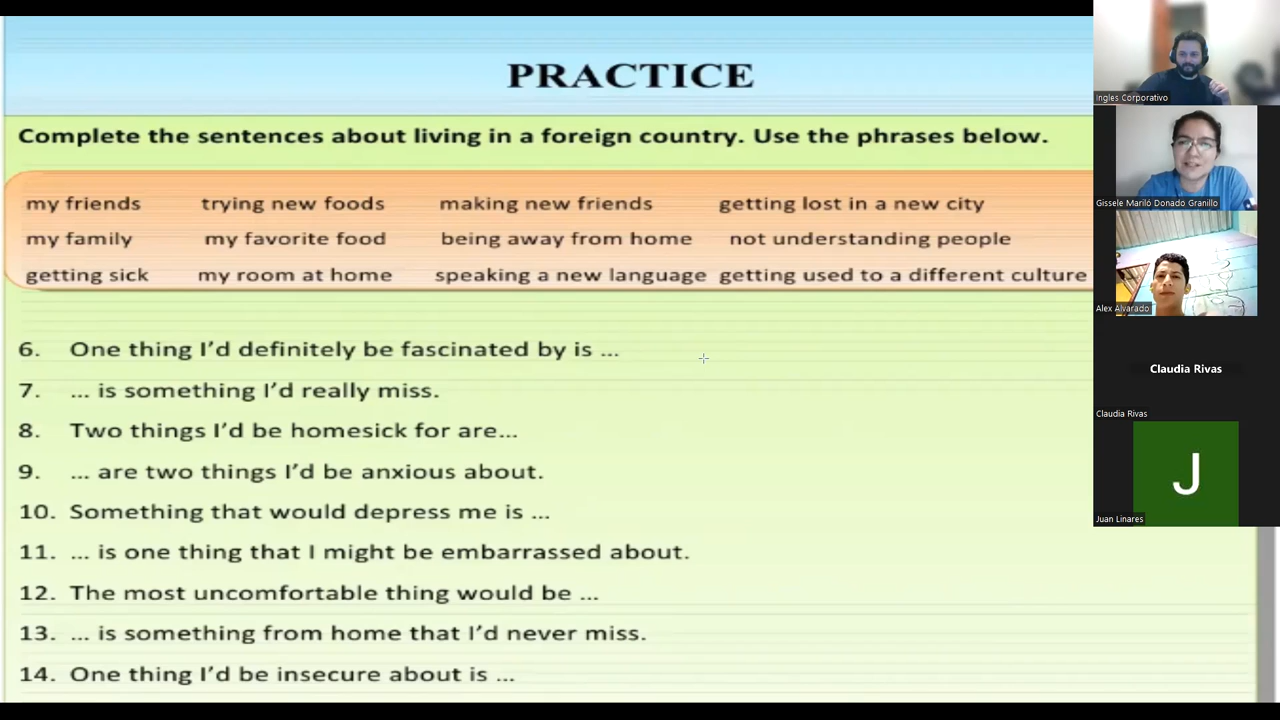 PRACTICE
Complete the sentences about living in a foreign country. Use the phrases below.
my friends trying new foods making new friends getting lost in a new city
my family my favorite food being away from home not understanding people
getting sick my room at home speaking a new language getting used to a different culture
6. One thing I'd definitely be fascinated by is ...
7. ... is something I'd really miss.
8. Two things I'd be homesick for are...
9. ... are two things I'd be anxious about.
10. Something that would depress me is ...
11. ... is one thing that I might be embarrassed about.
12. The most uncomfortable thing would be ...
13. ... is something from home that I'd never miss.
14. One thing I'd be insecure about is ...
Ingles Corporativo
Gissele Mariló Donado Granillo
Alex Alvarado
Claudia Rivas
Claudia Rivas
J
Juan Linares